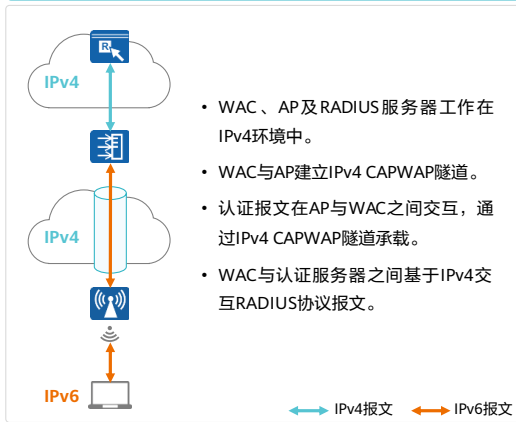 R
IPv4
• WAC、AP及RADIUS服务器工作在
IPv4环境中。
• WAC与AP建立IPv4 CAPWAP隧道。
• 认证报文在AP与WAC之间交互，通
过IPv4 CAPWAP隧道承载。
• WAC与认证服务器之间基于IPv4交
互RADIUS协议报文。
IPv4
IPv6
IPv4报文 IPv6报文